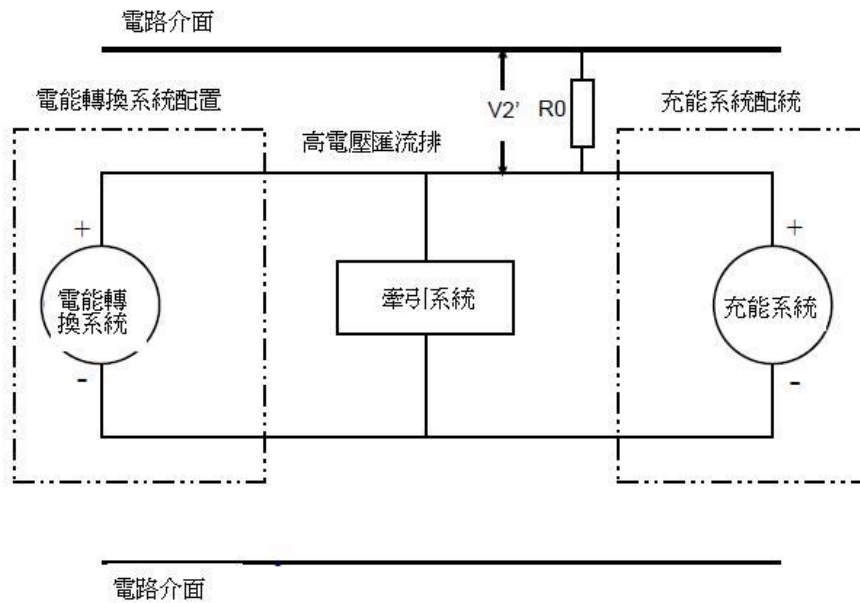 電路介面
電能轉換系統配置
V2’
R0
充能系統配統
高電壓匯流排
+
+
電能轉
換系統
牽引系統
充能系統
-
-
電路介面